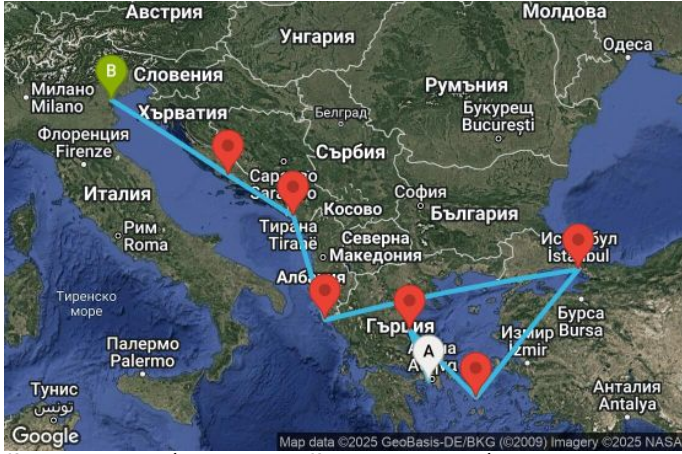 Австрия
Молдова
Унгария
Одеса
Словения
Милано
Milano
Румъния
Хърватия
Букурещ
București
Белград
Флоренция
Firenze
Сърбия
Италия
Косово
София
България
Тирана
Tiranë
Рим
Roma
Северна
Македония
İstanbul
Тиренско
море
Бурса
Bursa
Гърция
Измир
İzmir
Палермо
Palermo
A
B
Анталия
Antalya
Тунис
تونس
Google
Map data ©2025 GeoBasis-DE/BKG (©2009) Imagery ©2025 NASA